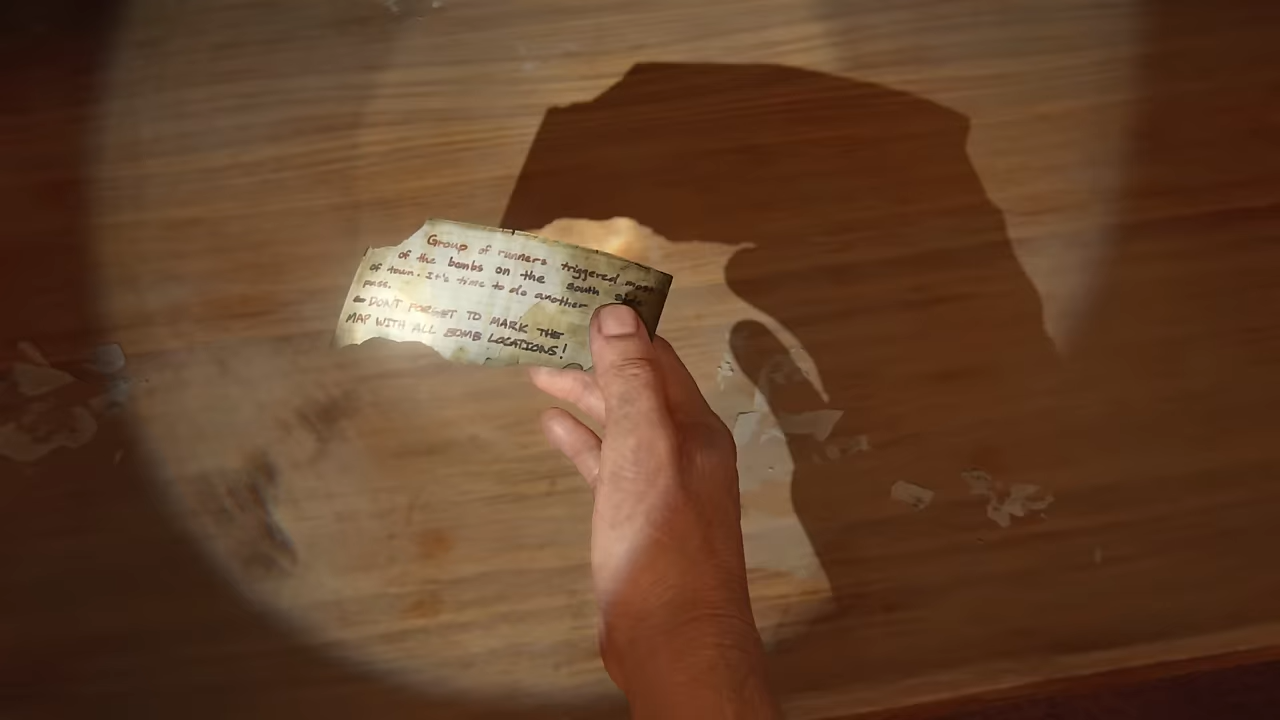 Group of runners triggered most
of the bombs on the south side
of town. It's time to do another
pass.
DON'T FORGET TO MARK THE
MAP WITH ALL BOMB LOCATIONS!